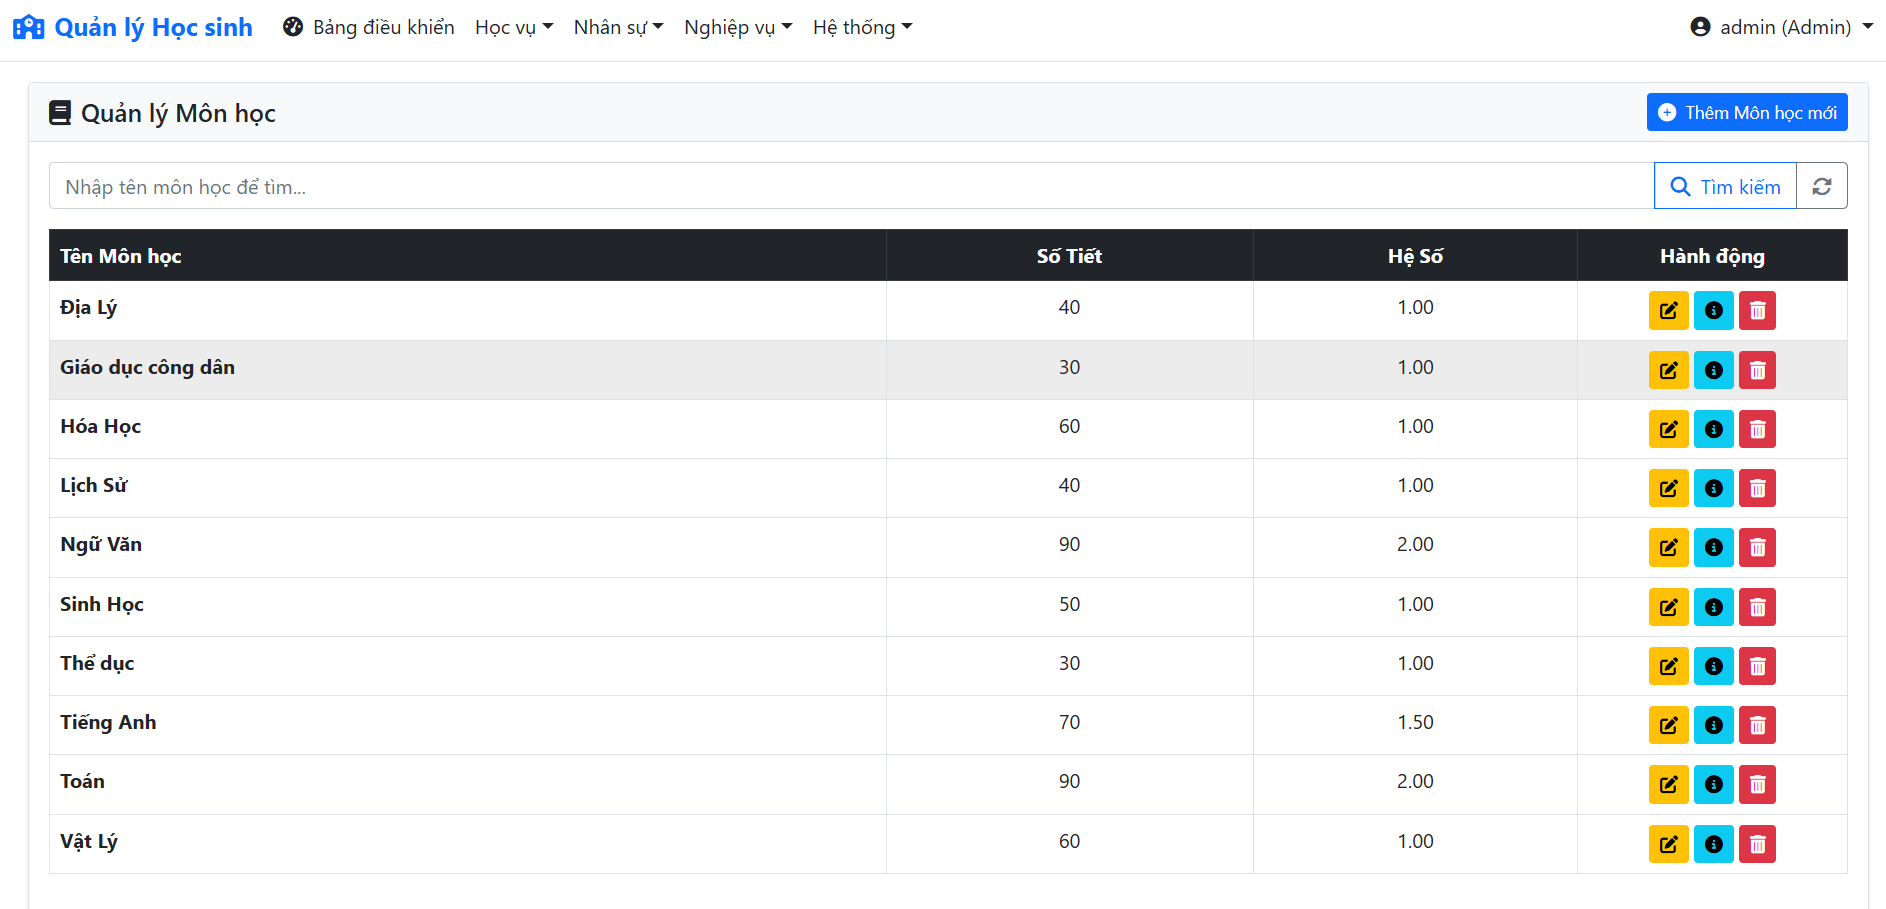 Quản lý Học sinh Bảng điều khiển Học vụ Nhân sự Nghiệp vụ Hệ thống admin (Admin)
Quản lý Môn học Thêm Môn học mới
Nhập tên môn học để tìm... Tìm kiếm
Tên Môn học Số Tiết Hệ Số Hành động
Địa Lý 40 1.00
Giáo dục công dân 30 1.00
Hóa Học 60 1.00
Lịch Sử 40 1.00
Ngữ Văn 90 2.00
Sinh Học 50 1.00
Thể dục 30 1.00
Tiếng Anh 70 1.50
Toán 90 2.00
Vật Lý 60 1.00